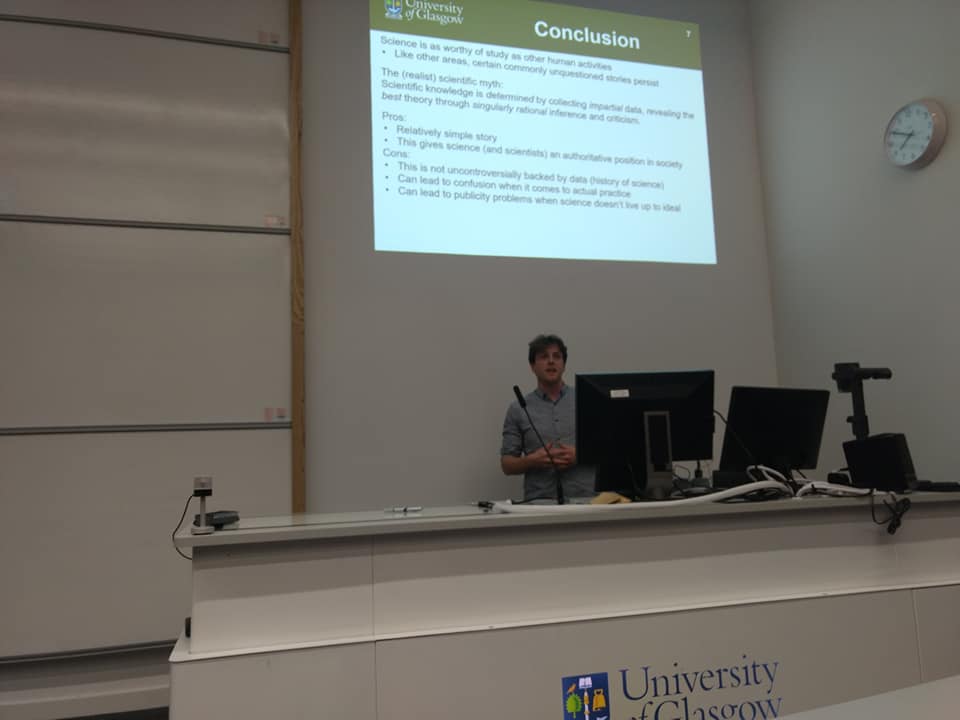 University
of Glasgow
Conclusion
7
Science is as worthy of study as other human activities
• Like other areas, certain commonly unquestioned stories persist
The (realist) scientific myth:
Scientific knowledge is determined by collecting impartial data, revealing the
best theory through singularly rational inference and criticism.
Pros:
• Relatively simple story
• This gives science (and scientists) an authoritative position in society
Cons:
• This is not uncontroversially backed by data (history of science)
• Can lead to confusion when it comes to actual practice
• Can lead to publicity problems when science doesn't live up to ideal
University
of Glasgow